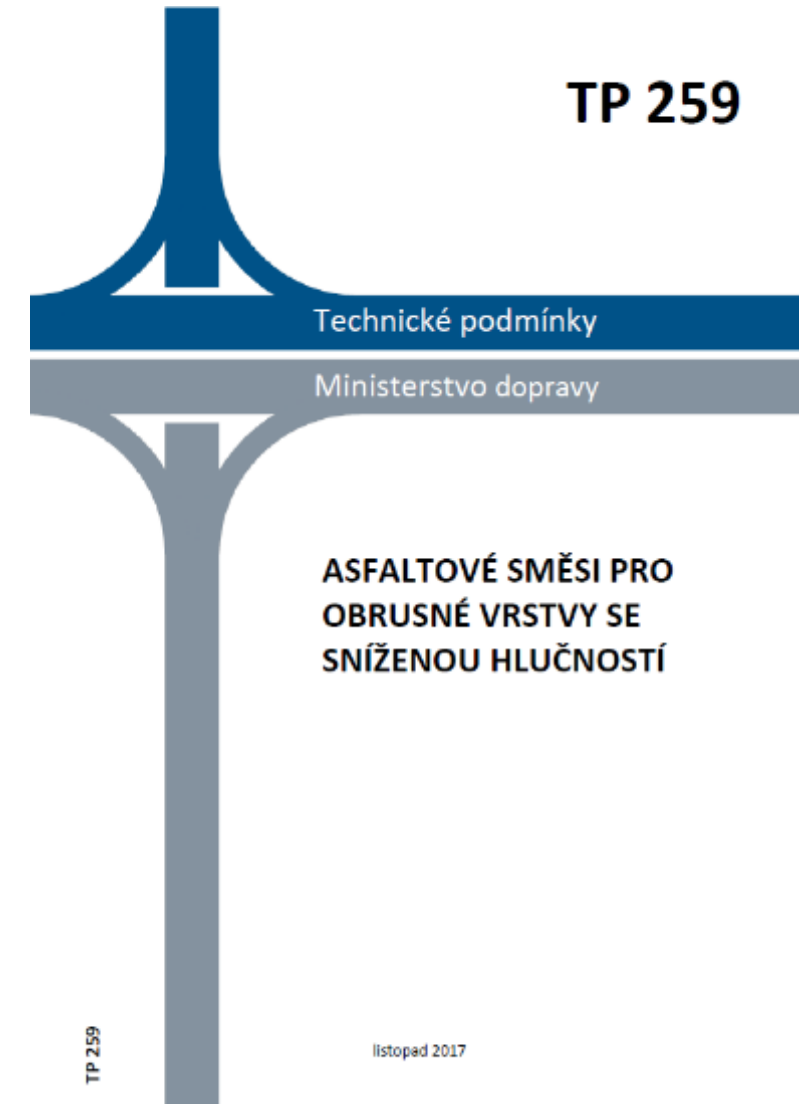 TP 259
Technické podmínky
Ministerstvo dopravy
ASFALTOVÉ SMĚSI PRO
OBRUSNÉ VRSTVY SE
SNÍŽENOU HLUČNOSTÍ
TP 259
listopad 2017